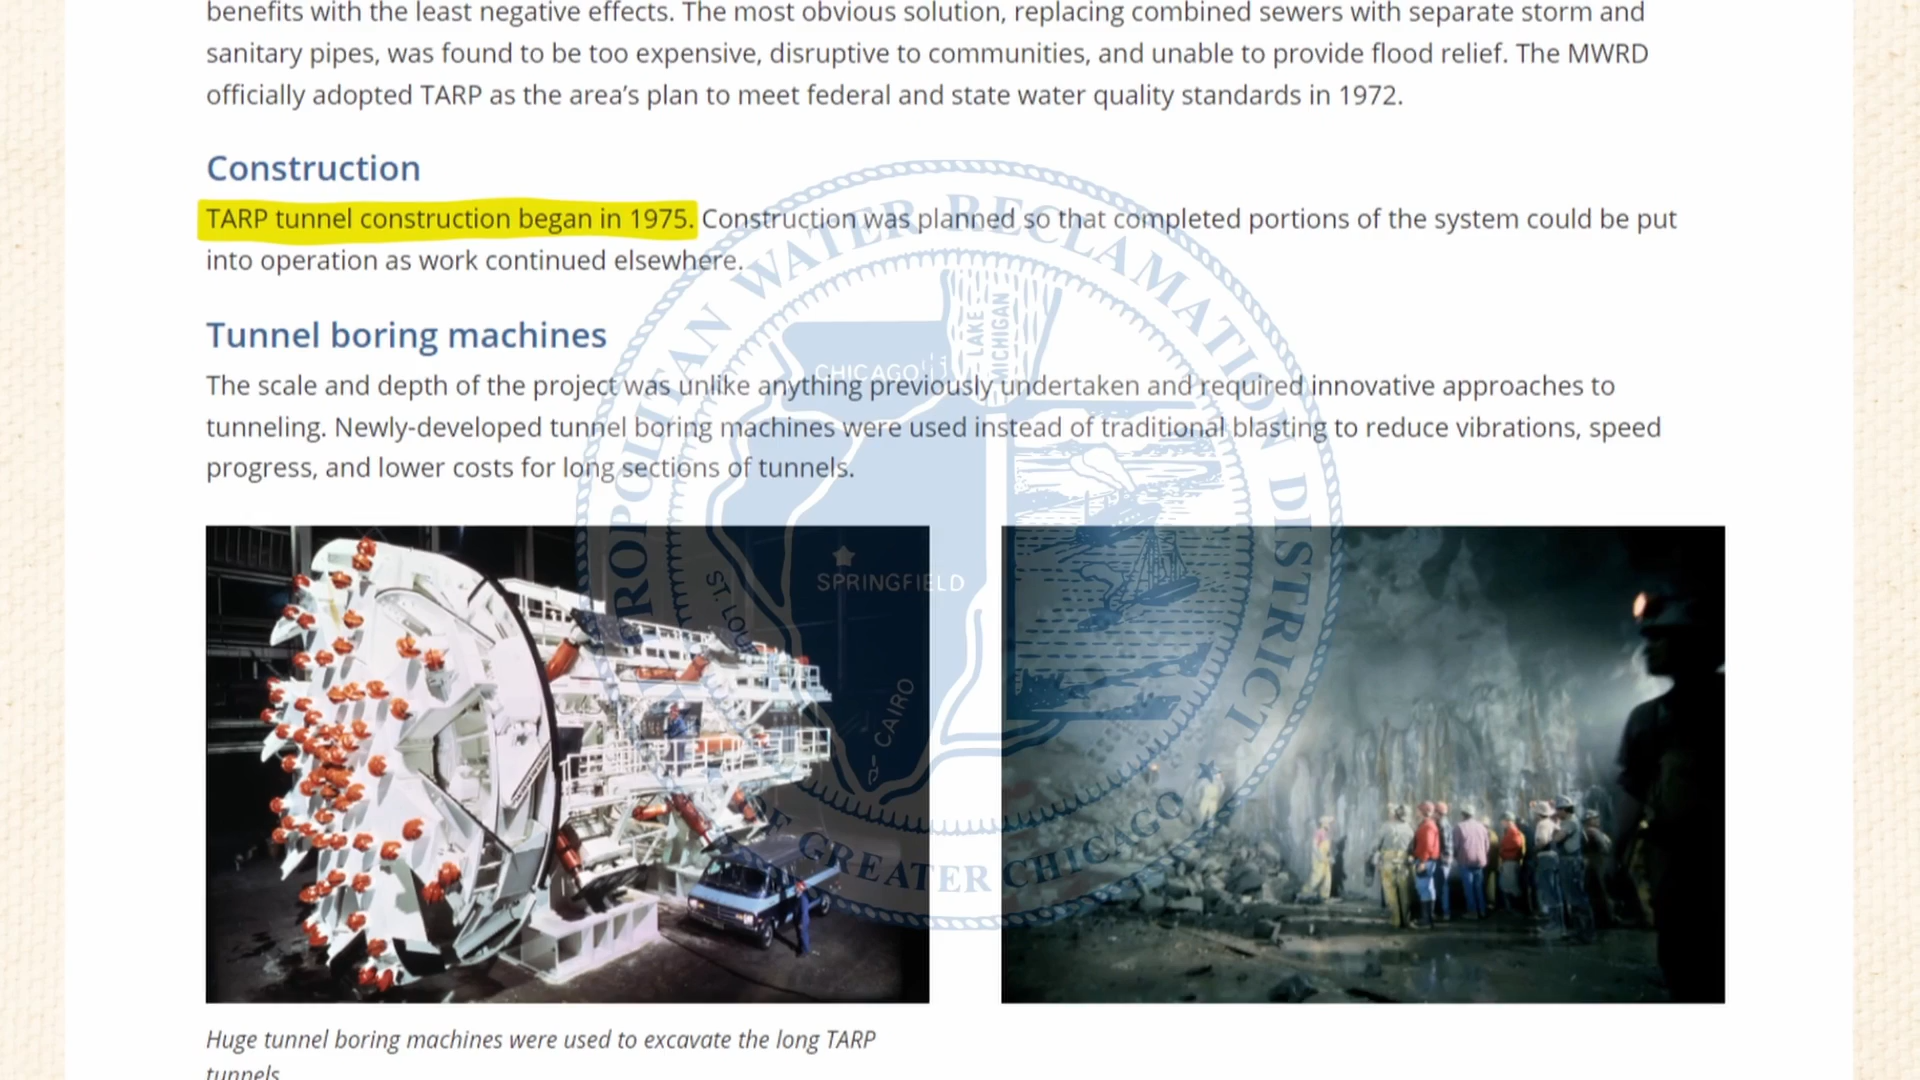 benefits with the least negative effects. The most obvious solution, replacing combined sewers with separate storm and
sanitary pipes, was found to be too expensive, disruptive to communities, and unable to provide flood relief. The MWRD
officially adopted TARP as the area's plan to meet federal and state water quality standards in 1972.
Construction
TARP tunnel construction began in 1975. Construction was planned so that completed portions of the system could be put
into operation as work continued elsewhere.
Tunnel boring machines
The scale and depth of the project was unlike anything previously undertaken and required innovative approaches to
tunneling. Newly-developed tunnel boring machines were used instead of traditional blasting to reduce vibrations, speed
progress, and lower costs for long sections of tunnels.
METROPOLITAN WATER RECLAMATION DISTRICT
OF GREATER CHICAGO
LAKE
MICHIGAN
CHICAGO
SPRINGFIELD
ST. LOUIS
CAIRO
Huge tunnel boring machines were used to excavate the long TARP
tunnels